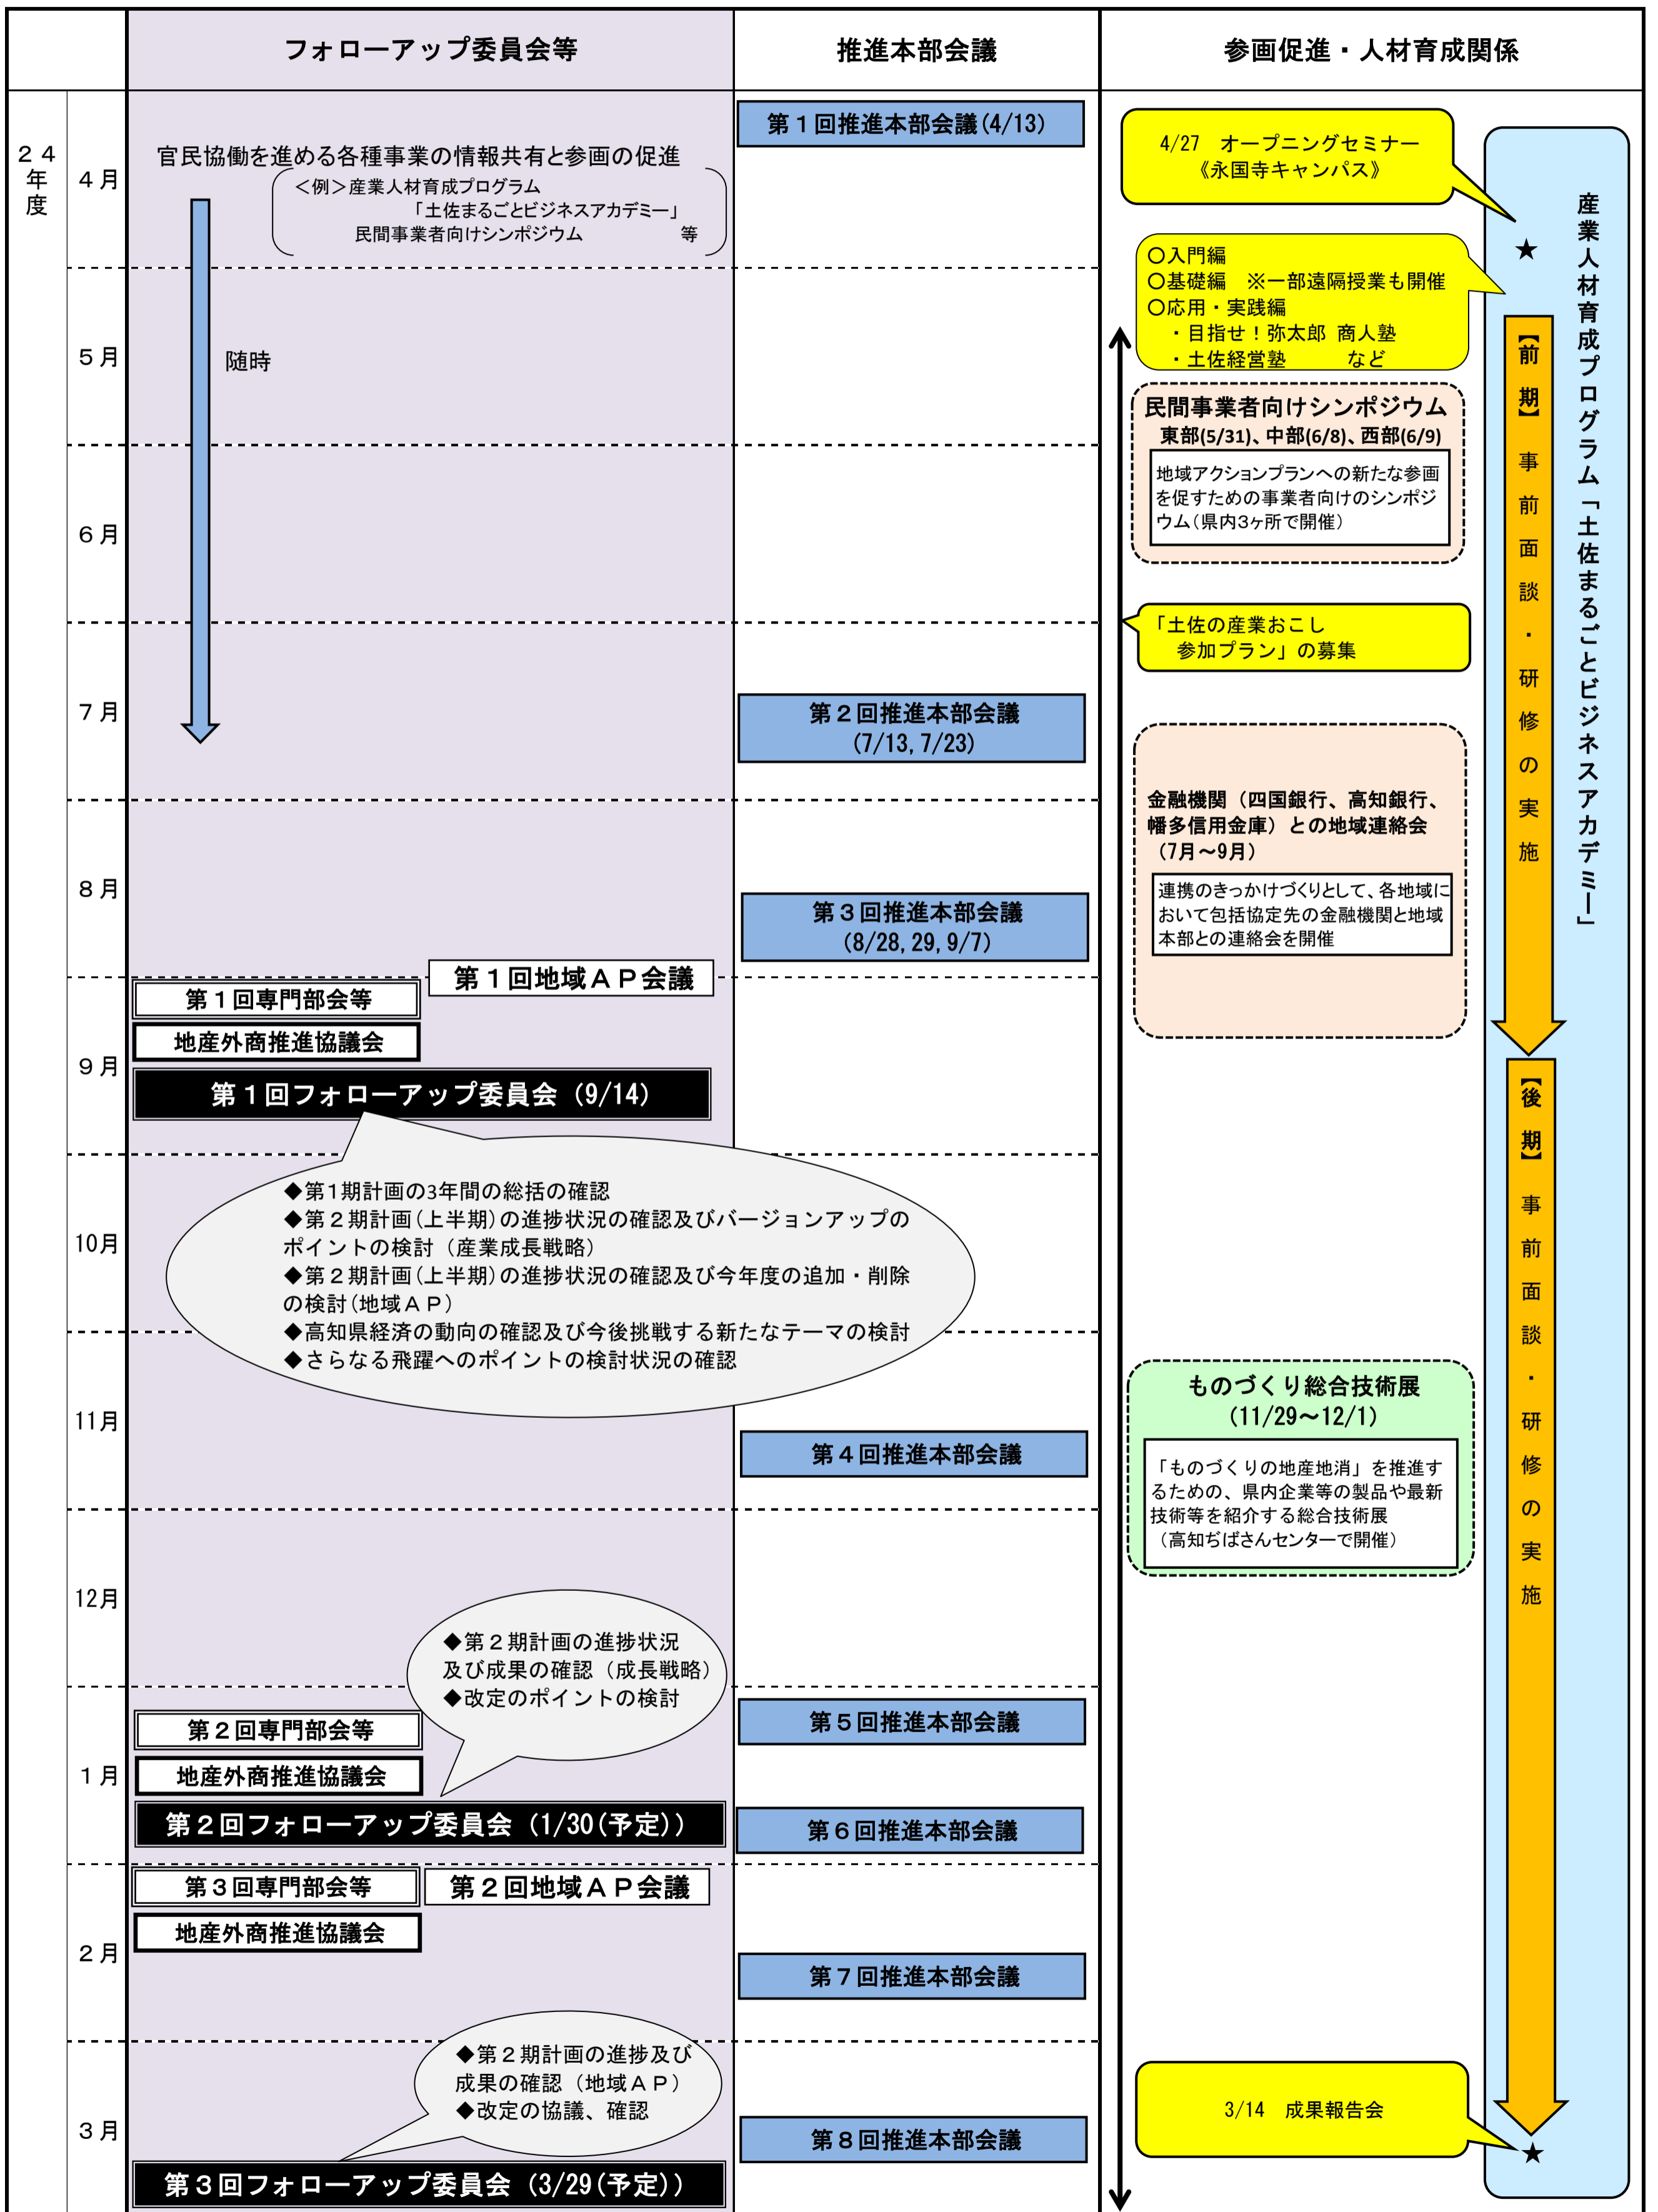 フォローアップ委員会等
推進本部会議
参画促進・人材育成関係
２４
年
度
４月
５月
６月
７月
８月
９月
10月
11月
12月
１月
２月
３月
官民協働を進める各種事業の情報共有と参画の促進
＜例＞産業人材育成プログラム
「土佐まるごとビジネスアカデミー」
民間事業者向けシンポジウム　等
随時
第１回地域ＡＰ会議
第１回専門部会等
地産外商推進協議会
第１回フォローアップ委員会（9/14）
◆第1期計画の3年間の総括の確認
◆第２期計画(上半期)の進捗状況の確認及びバージョンアップの
ポイントの検討（産業成長戦略）
◆第２期計画(上半期)の進捗状況の確認及び今年度の追加・削除
の検討(地域ＡＰ)
◆高知県経済の動向の確認及び今後挑戦する新たなテーマの検討
◆さらなる飛躍へのポイントの検討状況の確認
◆第２期計画の進捗状況
及び成果の確認（成長戦略）
◆改定のポイントの検討
第２回専門部会等
地産外商推進協議会
第２回フォローアップ委員会（1/30(予定)）
第３回専門部会等
第２回地域ＡＰ会議
地産外商推進協議会
◆第２期計画の進捗及び
成果の確認（地域ＡＰ）
◆改定の協議、確認
第３回フォローアップ委員会（3/29(予定)）
第１回推進本部会議(4/13)
第２回推進本部会議
(7/13, 7/23)
第３回推進本部会議
(8/28, 29, 9/7)
第４回推進本部会議
第５回推進本部会議
第６回推進本部会議
第７回推進本部会議
第８回推進本部会議
4/27　オープニングセミナー
《永国寺キャンパス》
○入門編
○基礎編　※一部遠隔授業も開催
○応用・実践編
・目指せ！弥太郎 商人塾
・土佐経営塾　　など
民間事業者向けシンポジウム
東部(5/31)、中部(6/8)、西部(6/9)
地域アクションプランへの新たな参画
を促すための事業者向けのシンポジ
ウム(県内3ヶ所で開催)
「土佐の産業おこし
参加プラン」の募集
金融機関（四国銀行、高知銀行、
幡多信用金庫）との地域連絡会
（7月～9月）
連携のきっかけづくりとして、各地域に
おいて包括協定先の金融機関と地域
本部との連絡会を開催
ものづくり総合技術展
（11/29～12/1）
「ものづくりの地産地消」を推進す
るための、県内企業等の製品や最新
技術等を紹介する総合技術展
（高知ぢばさんセンターで開催）
3/14　成果報告会
★
【前期】事前面談・研修の実施
【後期】事前面談・研修の実施
★
産業人材育成プログラム「土佐まるごとビジネスアカデミー」